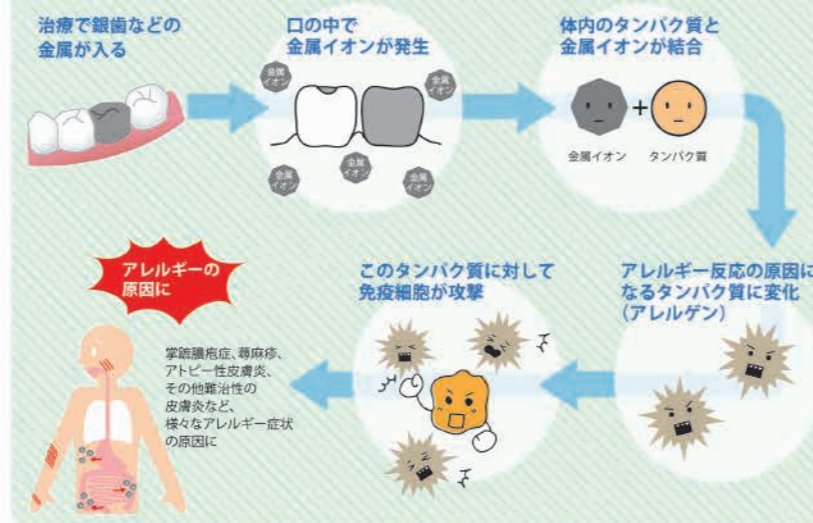 治療で銀歯などの
金属が入る
口の中で
金属イオンが発生
金属
イオン
金属
イオン
金属
イオン
金属
イオン
金属
イオン
体内のタンパク質と
金属イオンが結合
+
金属イオン
タンパク質
アレルギー反応の原因に
なるタンパク質に変化
(アレルゲン)
このタンパク質に対して
免疫細胞が攻撃
アレルギーの
原因に
掌蹠膿疱症、蕁麻疹、
アトピー性皮膚炎、
その他難治性の
皮膚炎など、
様々なアレルギー症状
の原因に